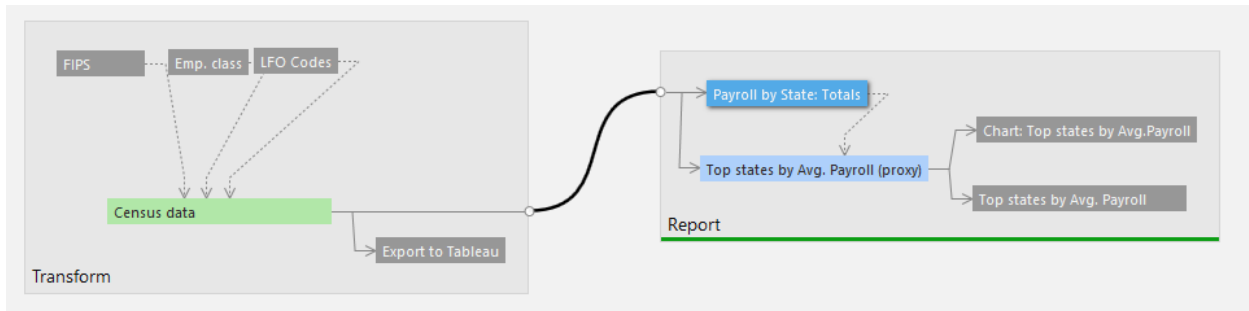 FIPS
Emp. class
LFO Codes
Census data
Export to Tableau
Transform
Payroll by State: Totals
Top states by Avg. Payroll (proxy)
Chart: Top states by Avg.Payroll
Top states by Avg. Payroll
Report